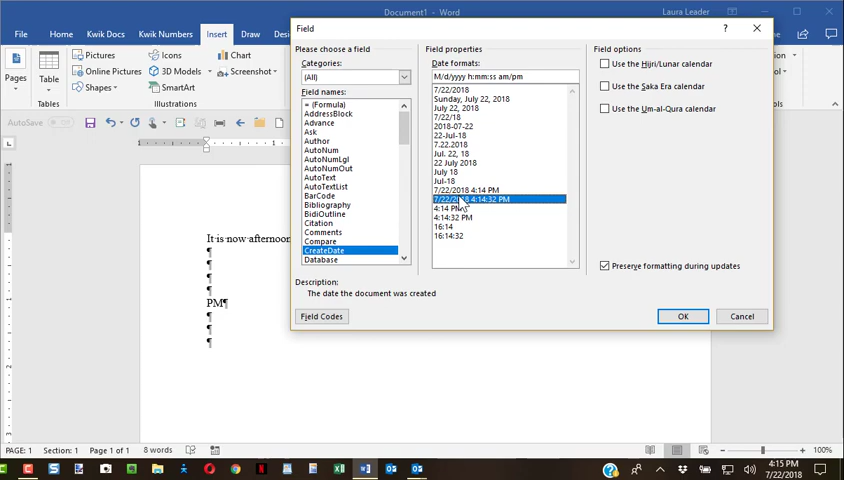 Document1 - Word
Laura Leader
File Home Kwik Docs Kwik Numbers Insert Draw
Pages
Table
Pictures
Online Pictures
Shapes
Icons
3D Models
SmartArt
Chart
Screenshot
Illustrations
AutoSave Off
It is now afternoon
¶
¶
¶
¶
PM¶
¶
¶
¶
Field
?
Please choose a field
Categories:
(All)
Field names:
= (Formula)
AddressBlock
Advance
Ask
Author
AutoNum
AutoNumLgl
AutoNumOut
AutoText
AutoTextList
BarCode
Bibliography
BidiOutline
Citation
Comments
Compare
CreateDate
Database
Field properties
Date formats:
M/d/yyyy h:mm:ss am/pm
7/22/2018
Sunday, July 22, 2018
July 22, 2018
7/22/18
2018-07-22
22-Jul-18
7.22.2018
Jul. 22, 18
22 July 2018
July 18
Jul-18
7/22/2018 4:14 PM
7/22/2018 4:14:32 PM
4:14 PM
4:14:32 PM
16:14
16:14:32
Field options
Use the Hijri/Lunar calendar
Use the Saka Era calendar
Use the Um-al-Qura calendar
Preserve formatting during updates
Description:
The date the document was created
Field Codes
OK
Cancel
PAGE: 1 Section: 1 Page 1 of 1 8 words
100%
4:15 PM
7/22/2018